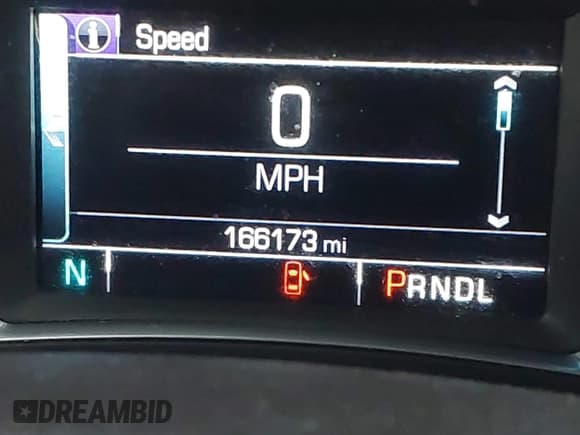 Speed
0
MPH
166173 mi
N PRNDL
DREAMBID